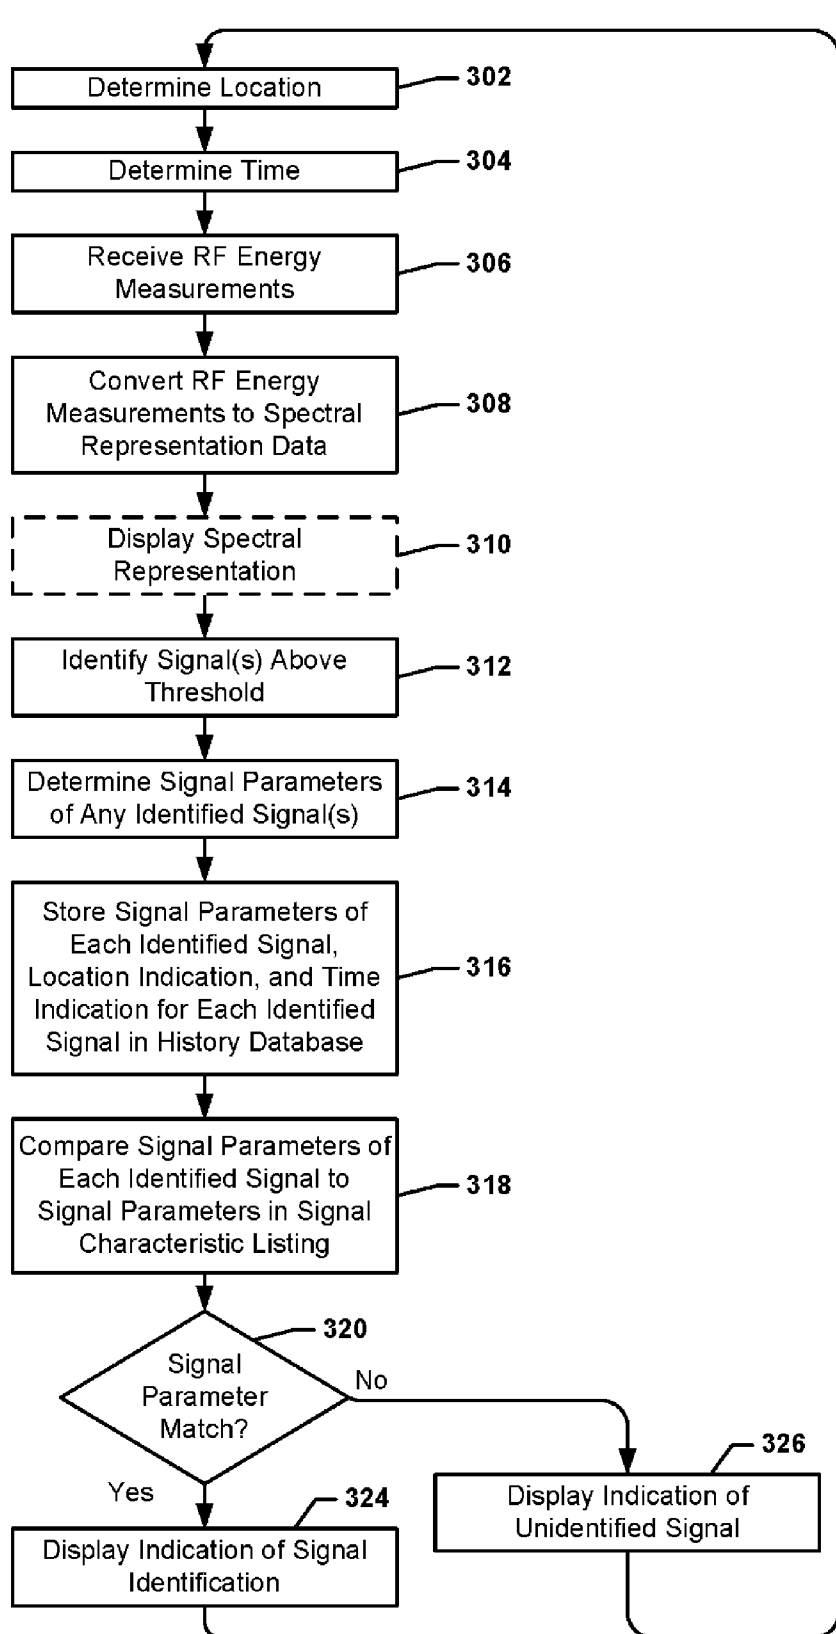 Determine Location
302
Determine Time
304
Receive RF Energy
Measurements
306
Convert RF Energy
Measurements to Spectral
Representation Data
308
Display Spectral
Representation
310
Identify Signal(s) Above
Threshold
312
Determine Signal Parameters
of Any Identified Signal(s)
314
Store Signal Parameters of
Each Identified Signal,
Location Indication, and Time
Indication for Each Identified
Signal in History Database
316
Compare Signal Parameters of
Each Identified Signal to
Signal Parameters in Signal
Characteristic Listing
318
320
Signal
Parameter
Match?
No
Yes
324
Display Indication of Signal
Identification
326
Display Indication of
Unidentified Signal